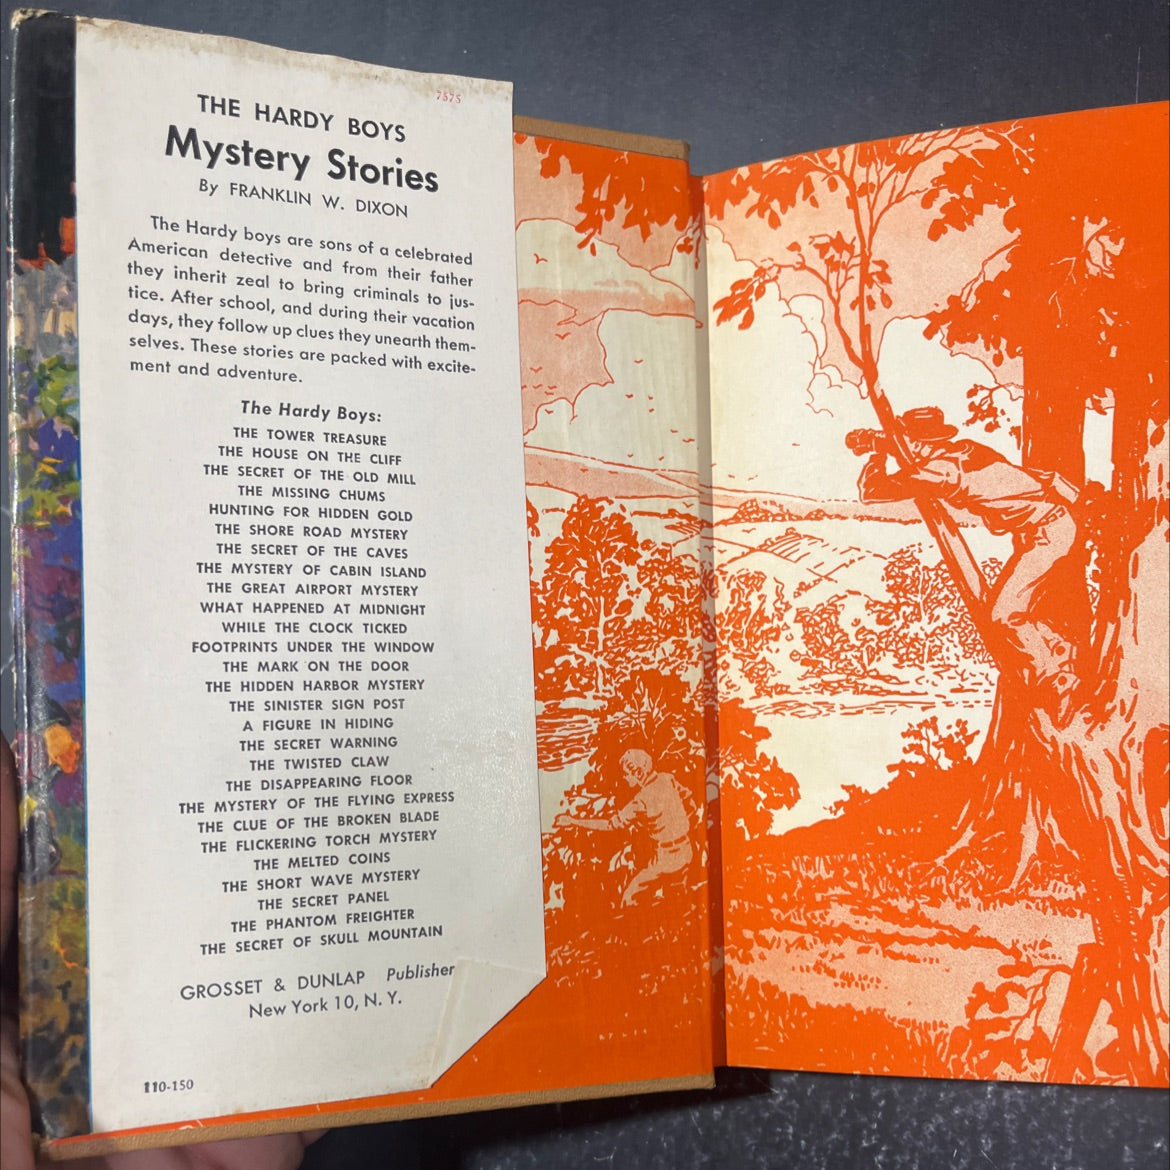 7575
THE HARDY BOYS
Mystery Stories
By FRANKLIN W. DIXON
The Hardy boys are sons of a celebrated
American detective and from their father
they inherit zeal to bring criminals to jus-
tice. After school, and during their vacation
days, they follow up clues they unearth them-
selves. These stories are packed with excite-
ment and adventure.
The Hardy Boys:
THE TOWER TREASURE
THE HOUSE ON THE CLIFF
THE SECRET OF THE OLD MILL
THE MISSING CHUMS
HUNTING FOR HIDDEN GOLD
THE SHORE ROAD MYSTERY
THE SECRET OF THE CAVES
THE MYSTERY OF CABIN ISLAND
THE GREAT AIRPORT MYSTERY
WHAT HAPPENED AT MIDNIGHT
WHILE THE CLOCK TICKED
FOOTPRINTS UNDER THE WINDOW
THE MARK ON THE DOOR
THE HIDDEN HARBOR MYSTERY
THE SINISTER SIGN POST
A FIGURE IN HIDING
THE SECRET WARNING
THE TWISTED CLAW
THE DISAPPEARING FLOOR
THE MYSTERY OF THE FLYING EXPRESS
THE CLUE OF THE BROKEN BLADE
THE FLICKERING TORCH MYSTERY
THE MELTED COINS
THE SHORT WAVE MYSTERY
THE SECRET PANEL
THE PHANTOM FREIGHTER
THE SECRET OF SKULL MOUNTAIN
GROSSET & DUNLAP Publisher
New York 10, N. Y.
110-150